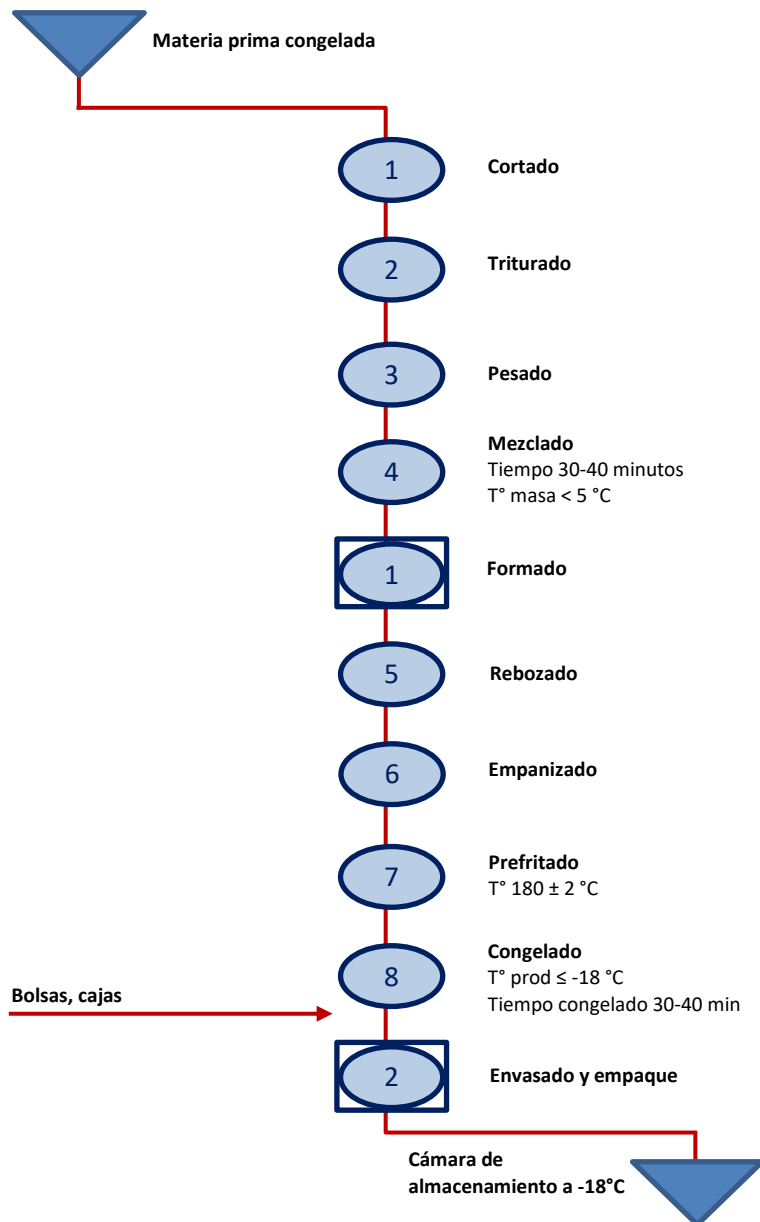 Materia prima congelada
1
Cortado
2
Triturado
3
Pesado
4
Mezclado
Tiempo 30-40 minutos
T° masa < 5 °C
1
Formado
5
Rebozado
6
Empanizado
7
Prefritado
T° 180 ± 2 °C
8
Congelado
T° prod ≤ -18 °C
Tiempo congelado 30-40 min
Bolsas, cajas
2
Envasado y empaque
Cámara de
almacenamiento a -18°C